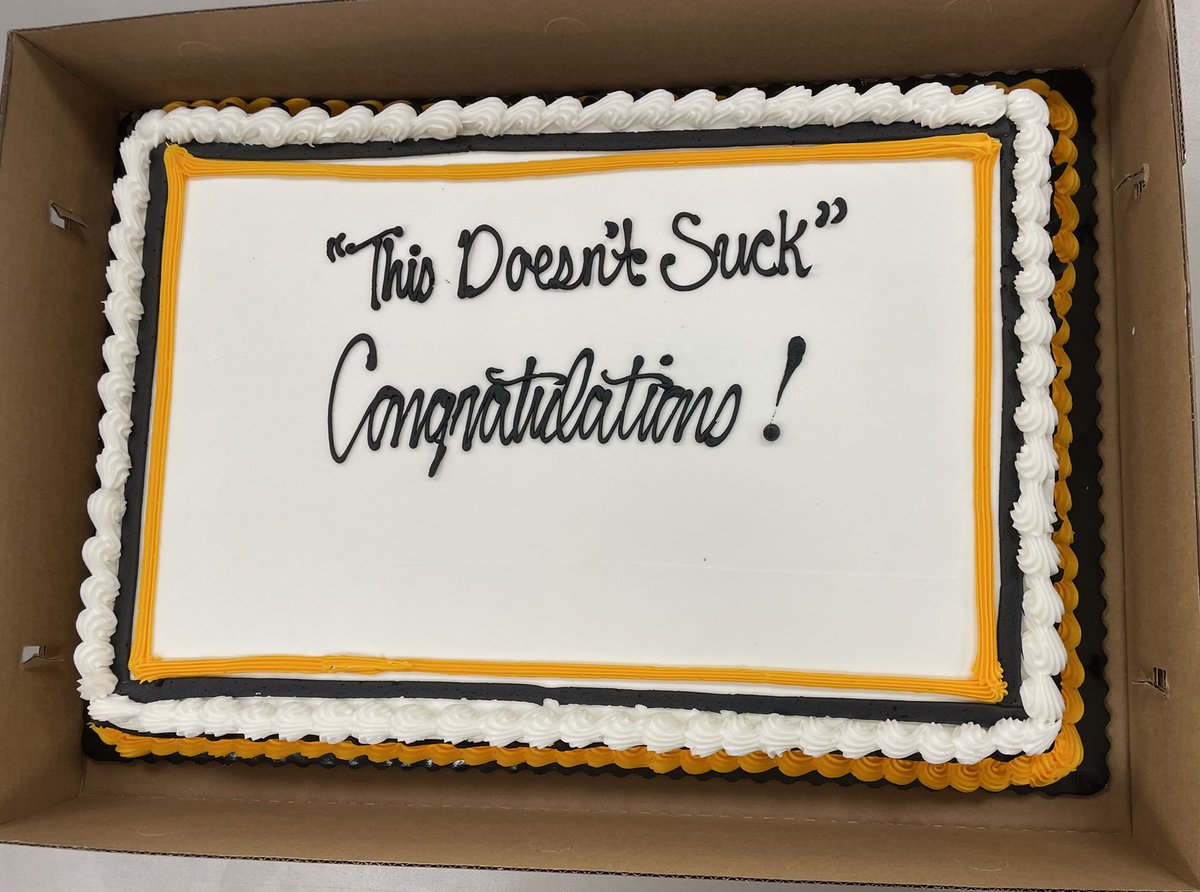 “This Doesn't Suck”
Congratulations!